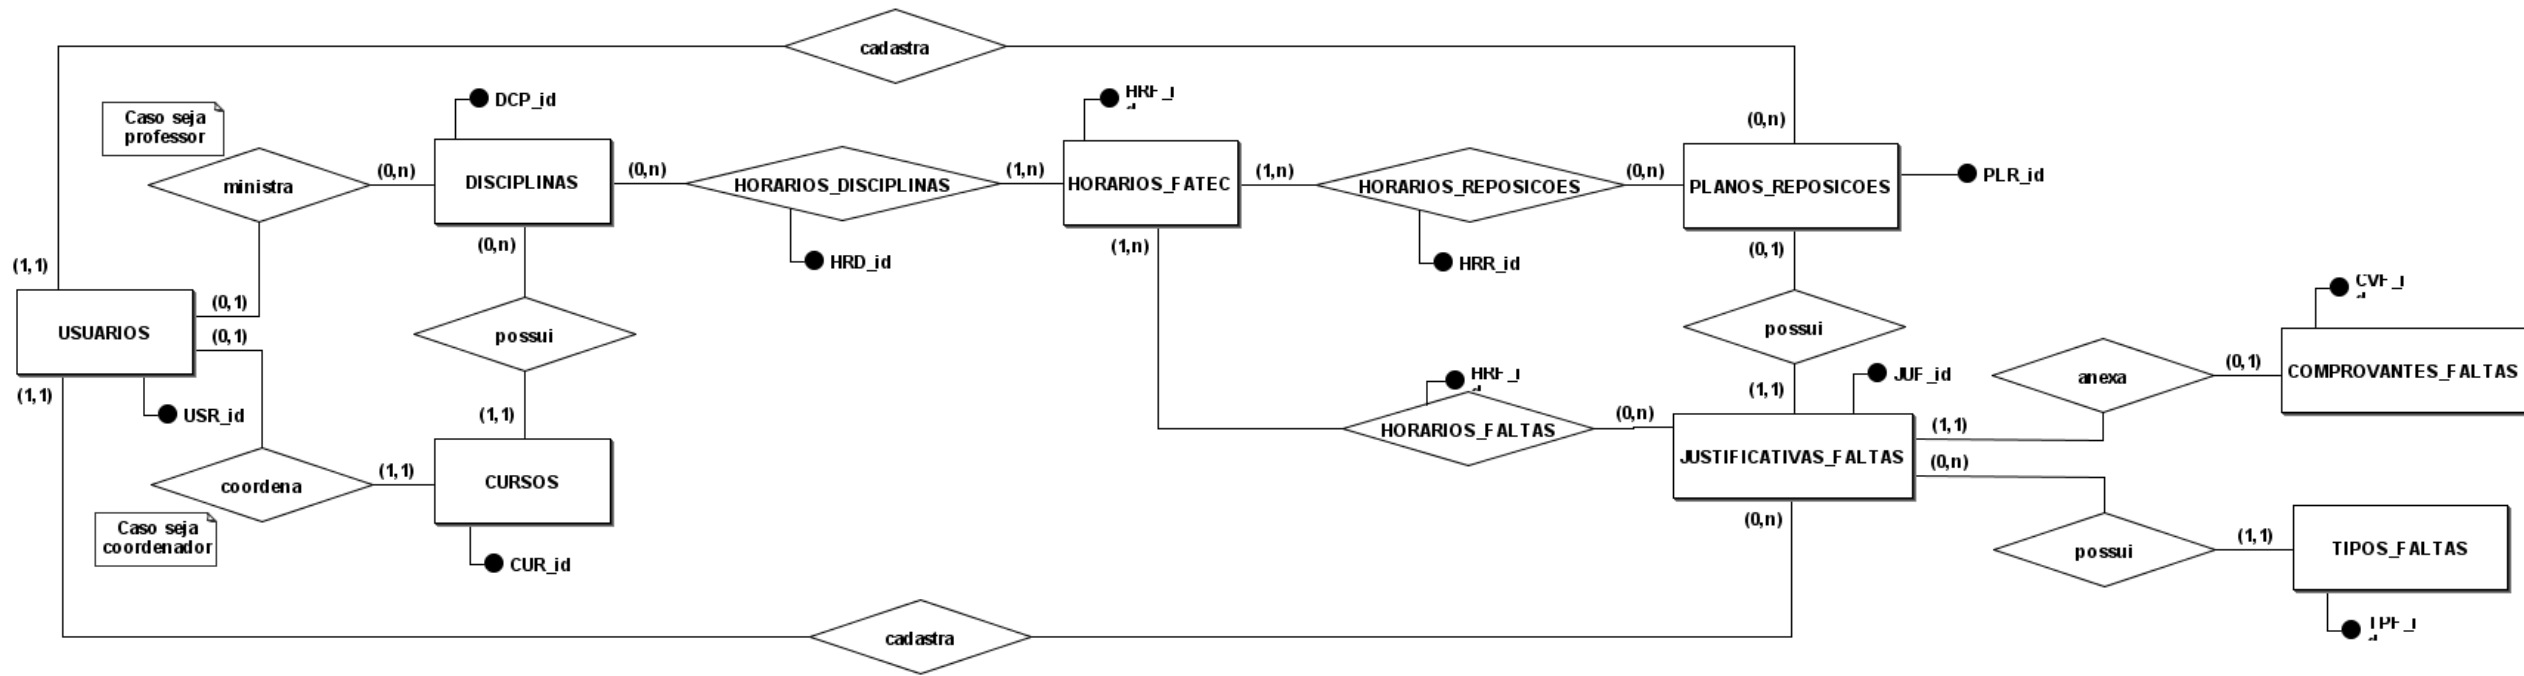 cadastra
DCP_id
Caso seja
professor
(0,n)
(0,n)
(0,n)
(1,n)
(1,n)
(0,n)
PLR_id
ministra
DISCIPLINAS
HORARIOS_DISCIPLINAS
HORARIOS_FATEC
HORARIOS_REPOSICOES
PLANOS_REPOSICOES
(0,n)
(1,n)
(0,1)
(1,1)
HRD_id
HRR_id
(0,1)
USUARIOS
(0,1)
possui
possui
(1,1)
USR_id
(1,1)
(1,1)
JUF_id
anexa
(0,1)
COMPROVANTES_FALTAS
(0,n)
HORARIOS_FALTAS
(1,1)
JUSTIFICATIVAS_FALTAS
(0,n)
coordena
(1,1)
CURSOS
Caso seja
coordenador
(0,n)
CUR_id
possui
(1,1)
TIPOS_FALTAS
cadastra